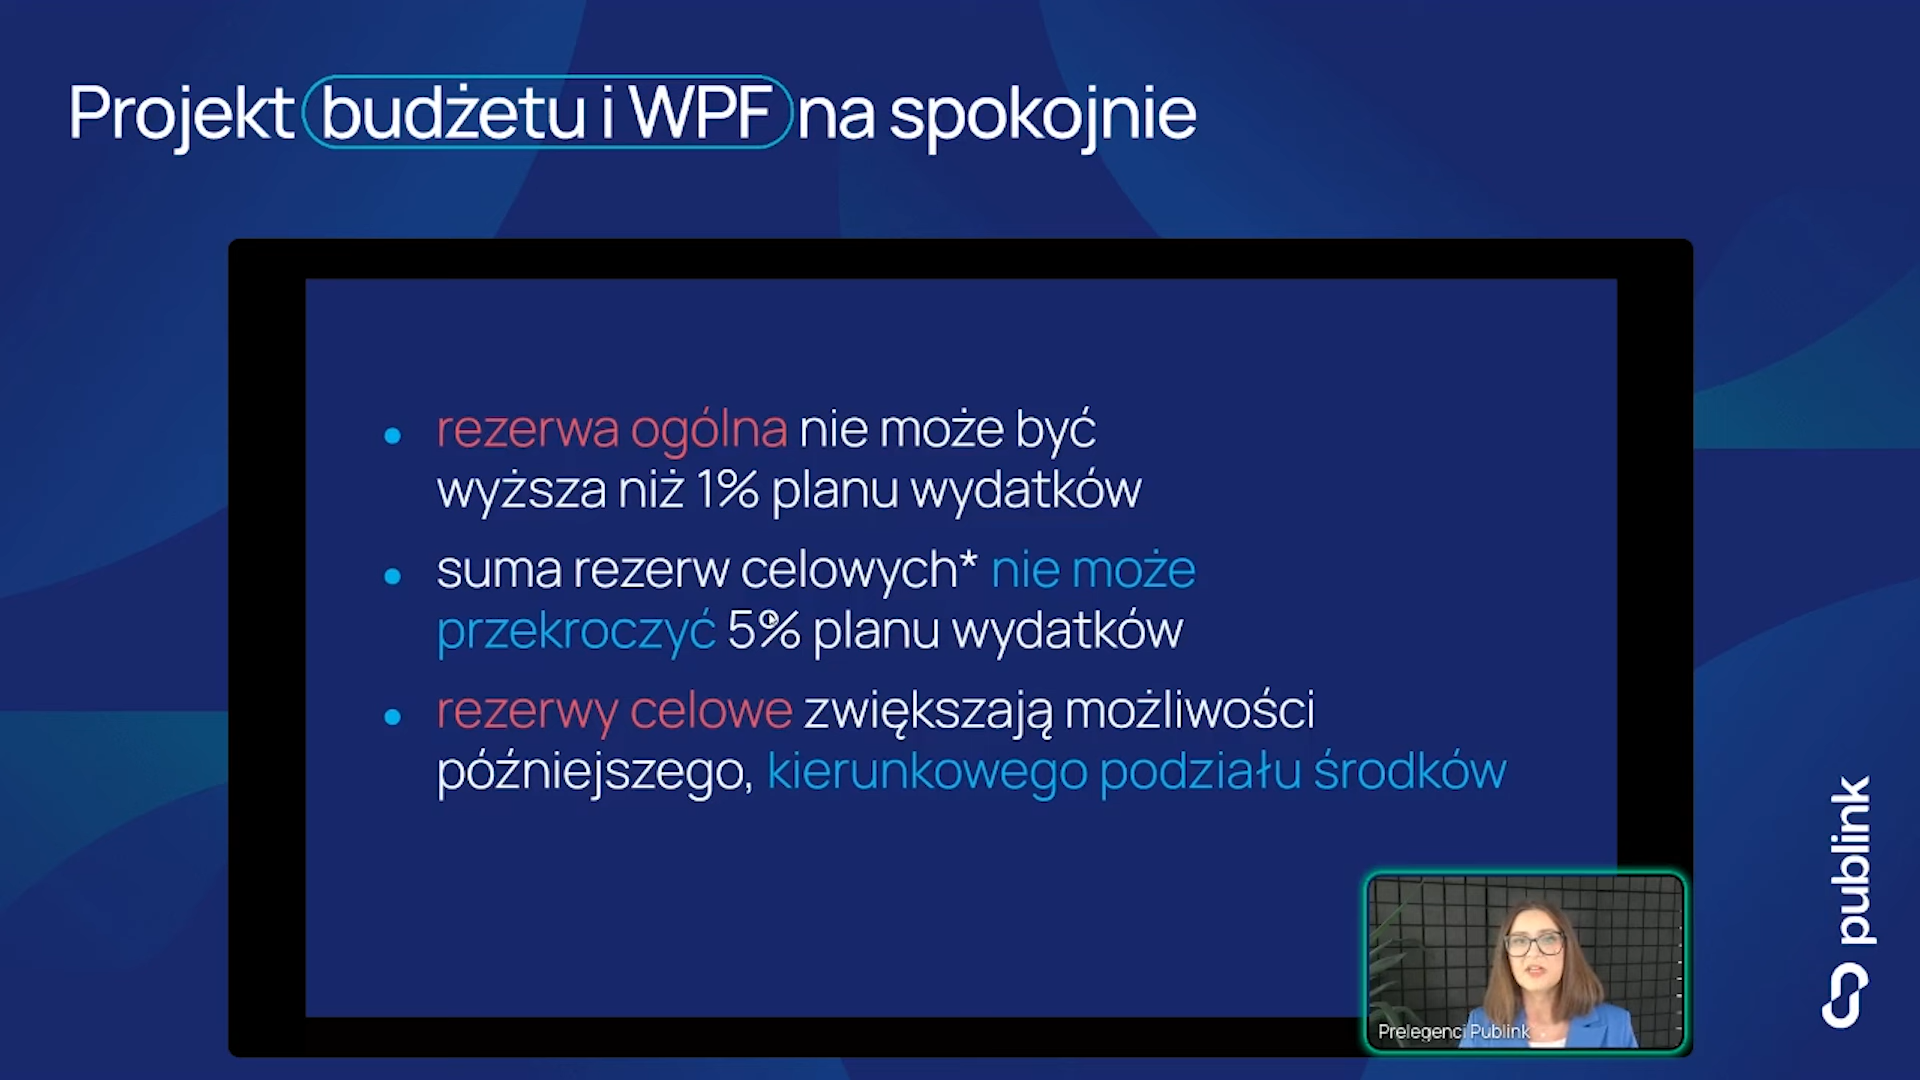 Projekt budżetu i WPF na spokojnie
• rezerwa ogólna nie może być
wyższa niż 1% planu wydatków
• suma rezerw celowych* nie może
przekroczyć 5% planu wydatków
• rezerwy celowe zwiększają możliwości
późniejszego, kierunkowego podziału środków
Prelegenci Publink
publink